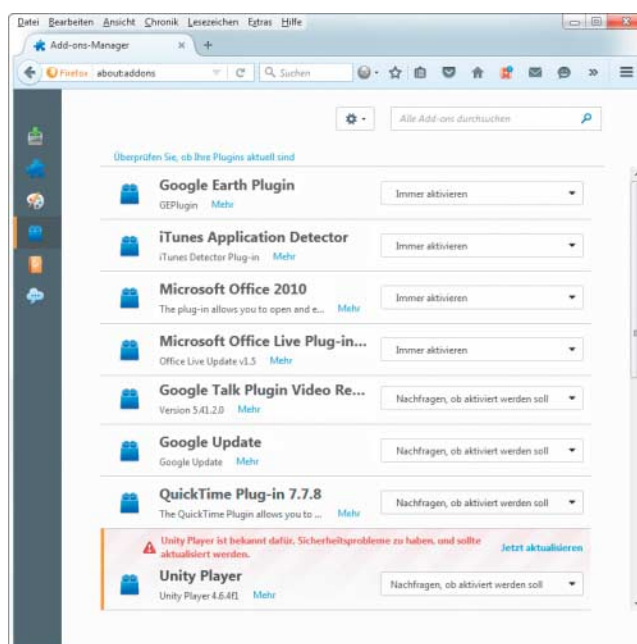 Datei Bearbeiten Ansicht Chronik Lesezeichen Extras Hilfe
Add-ons-Manager
Firefox about:addons
Suchen
Alle Add-ons durchsuchen
Überprüfen Sie, ob Ihre Plugins aktuell sind
Google Earth Plugin
GEPlugin Mehr
Immer aktivieren
iTunes Application Detector
iTunes Detector Plug-in Mehr
Immer aktivieren
Microsoft Office 2010
The plug-in allows you to open and e... Mehr
Immer aktivieren
Microsoft Office Live Plug-in...
Office Live Update v1.5 Mehr
Immer aktivieren
Google Talk Plugin Video Re...
Version 5.41.2.0 Mehr
Nachfragen, ob aktiviert werden soll
Google Update
Google Update Mehr
Nachfragen, ob aktiviert werden soll
QuickTime Plug-in 7.7.8
The QuickTime Plugin allows you to ... Mehr
Nachfragen, ob aktiviert werden soll
Unity Player ist bekannt dafür, Sicherheitsprobleme zu haben, und sollte
aktualisiert werden.
Jetzt aktualisieren
Unity Player
Unity Player 4.6.4f1 Mehr
Nachfragen, ob aktiviert werden soll